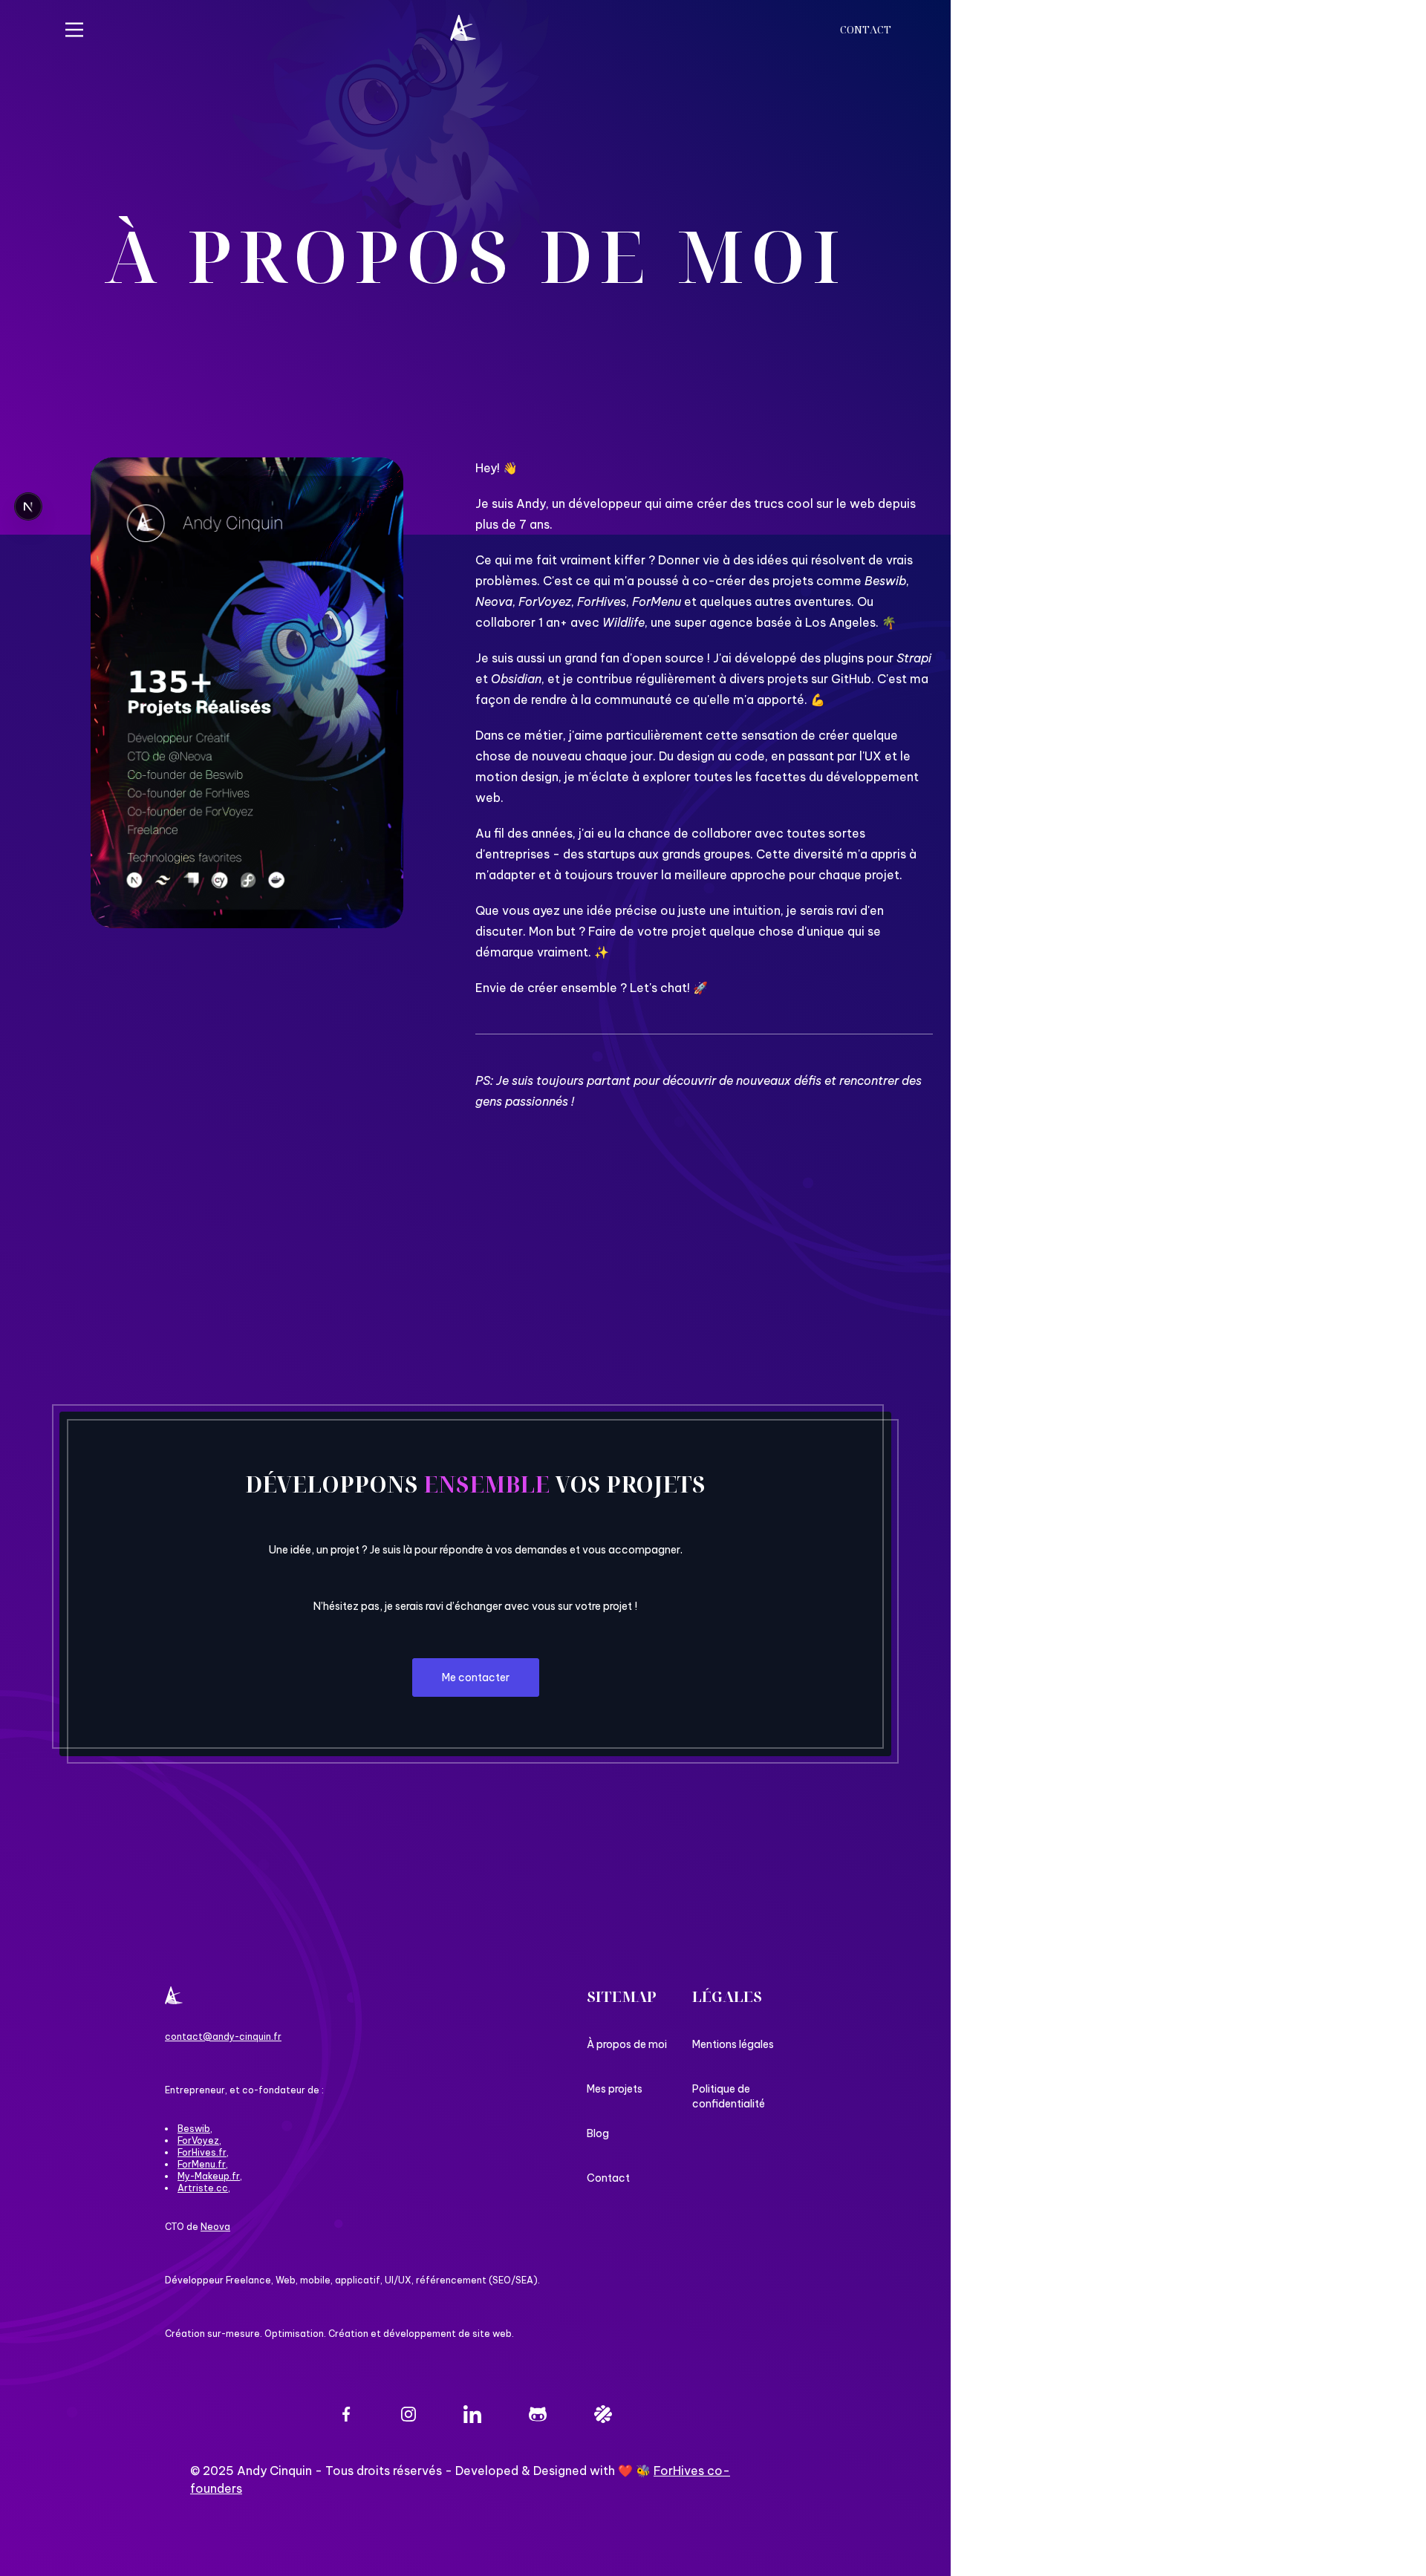 CONTACT
À PROPOS DE MOI
N
Andy Cinquin
135+
Projets Réalisés
Développeur Créatif
CTO de @Neova
Co-founder de Beswib
Co-founder de ForHives
Co-founder de ForVoyez
Freelance
Technologies favorites
Hey! 👋
Je suis Andy, un développeur qui aime créer des trucs cool sur le web depuis
plus de 7 ans.
Ce qui me fait vraiment kiffer ? Donner vie à des idées qui résolvent de vrais
problèmes. C'est ce qui m'a poussé à co-créer des projets comme Beswib,
Neova, ForVoyez, ForHives, ForMenu et quelques autres aventures. Ou
collaborer 1 an+ avec Wildlife, une super agence basée à Los Angeles. 🌴
Je suis aussi un grand fan d'open source ! J'ai développé des plugins pour Strapi
et Obsidian, et je contribue régulièrement à divers projets sur GitHub. C'est ma
façon de rendre à la communauté ce qu'elle m'a apporté. 💪
Dans ce métier, j'aime particulièrement cette sensation de créer quelque
chose de nouveau chaque jour. Du design au code, en passant par l'UX et le
motion design, je m'éclate à explorer toutes les facettes du développement
web.
Au fil des années, j'ai eu la chance de collaborer avec toutes sortes
d'entreprises - des startups aux grands groupes. Cette diversité m'a appris à
m'adapter et à toujours trouver la meilleure approche pour chaque projet.
Que vous ayez une idée précise ou juste une intuition, je serais ravi d'en
discuter. Mon but ? Faire de votre projet quelque chose d'unique qui se
démarque vraiment. ✨
Envie de créer ensemble ? Let's chat! 🚀
PS: Je suis toujours partant pour découvrir de nouveaux défis et rencontrer des
gens passionnés !
DÉVELOPPONS ENSEMBLE VOS PROJETS
Une idée, un projet ? Je suis là pour répondre à vos demandes et vous accompagner.
N'hésitez pas, je serais ravi d'échanger avec vous sur votre projet !
Me contacter
contact@andy-cinquin.fr
Entrepreneur, et co-fondateur de :
• Beswib,
• ForVoyez,
• ForHives.fr,
• ForMenu.fr,
• My-Makeup.fr,
• Artriste.cc,
CTO de Neova
Développeur Freelance, Web, mobile, applicatif, UI/UX, référencement (SEO/SEA).
Création sur-mesure. Optimisation. Création et développement de site web.
SITEMAP
À propos de moi
Mes projets
Blog
Contact
LÉGALES
Mentions légales
Politique de
confidentialité
© 2025 Andy Cinquin - Tous droits réservés - Developed & Designed with ❤️ 🐝 ForHives co-
founders